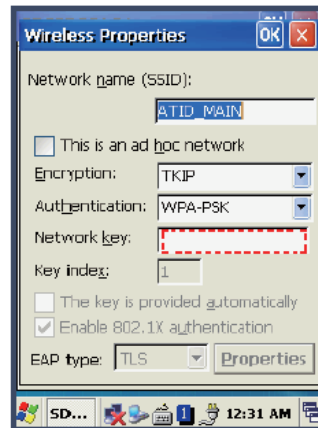 Wireless Properties OK
Network name (SSID):
ATID_MAIN
This is an ad hoc network
Encryption: TKIP
Authentication: WPA-PSK
Network key:
Key index: 1
The key is provided automatically
Enable 802.1X authentication
EAP type: TLS Properties
SD... 1 12:31 AM